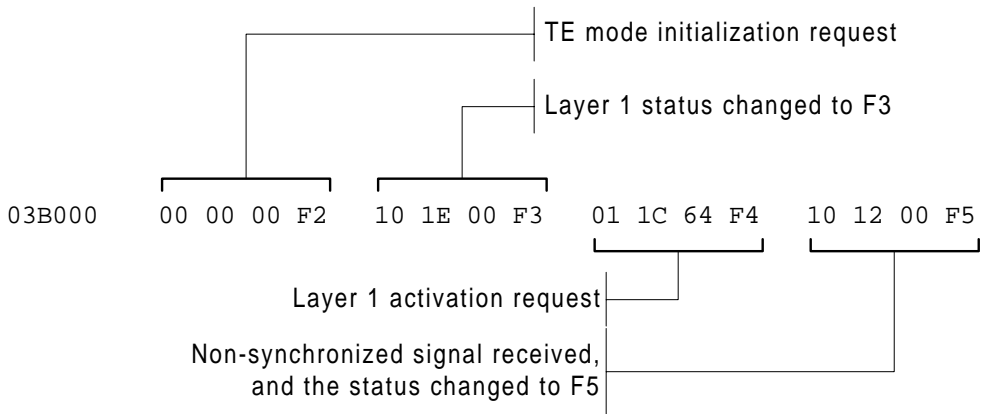 TE mode initialization request
Layer 1 status changed to F3
03B000 00 00 00 F2 10 1E 00 F3 01 1C 64 F4 10 12 00 F5
Layer 1 activation request
Non-synchronized signal received,
and the status changed to F5